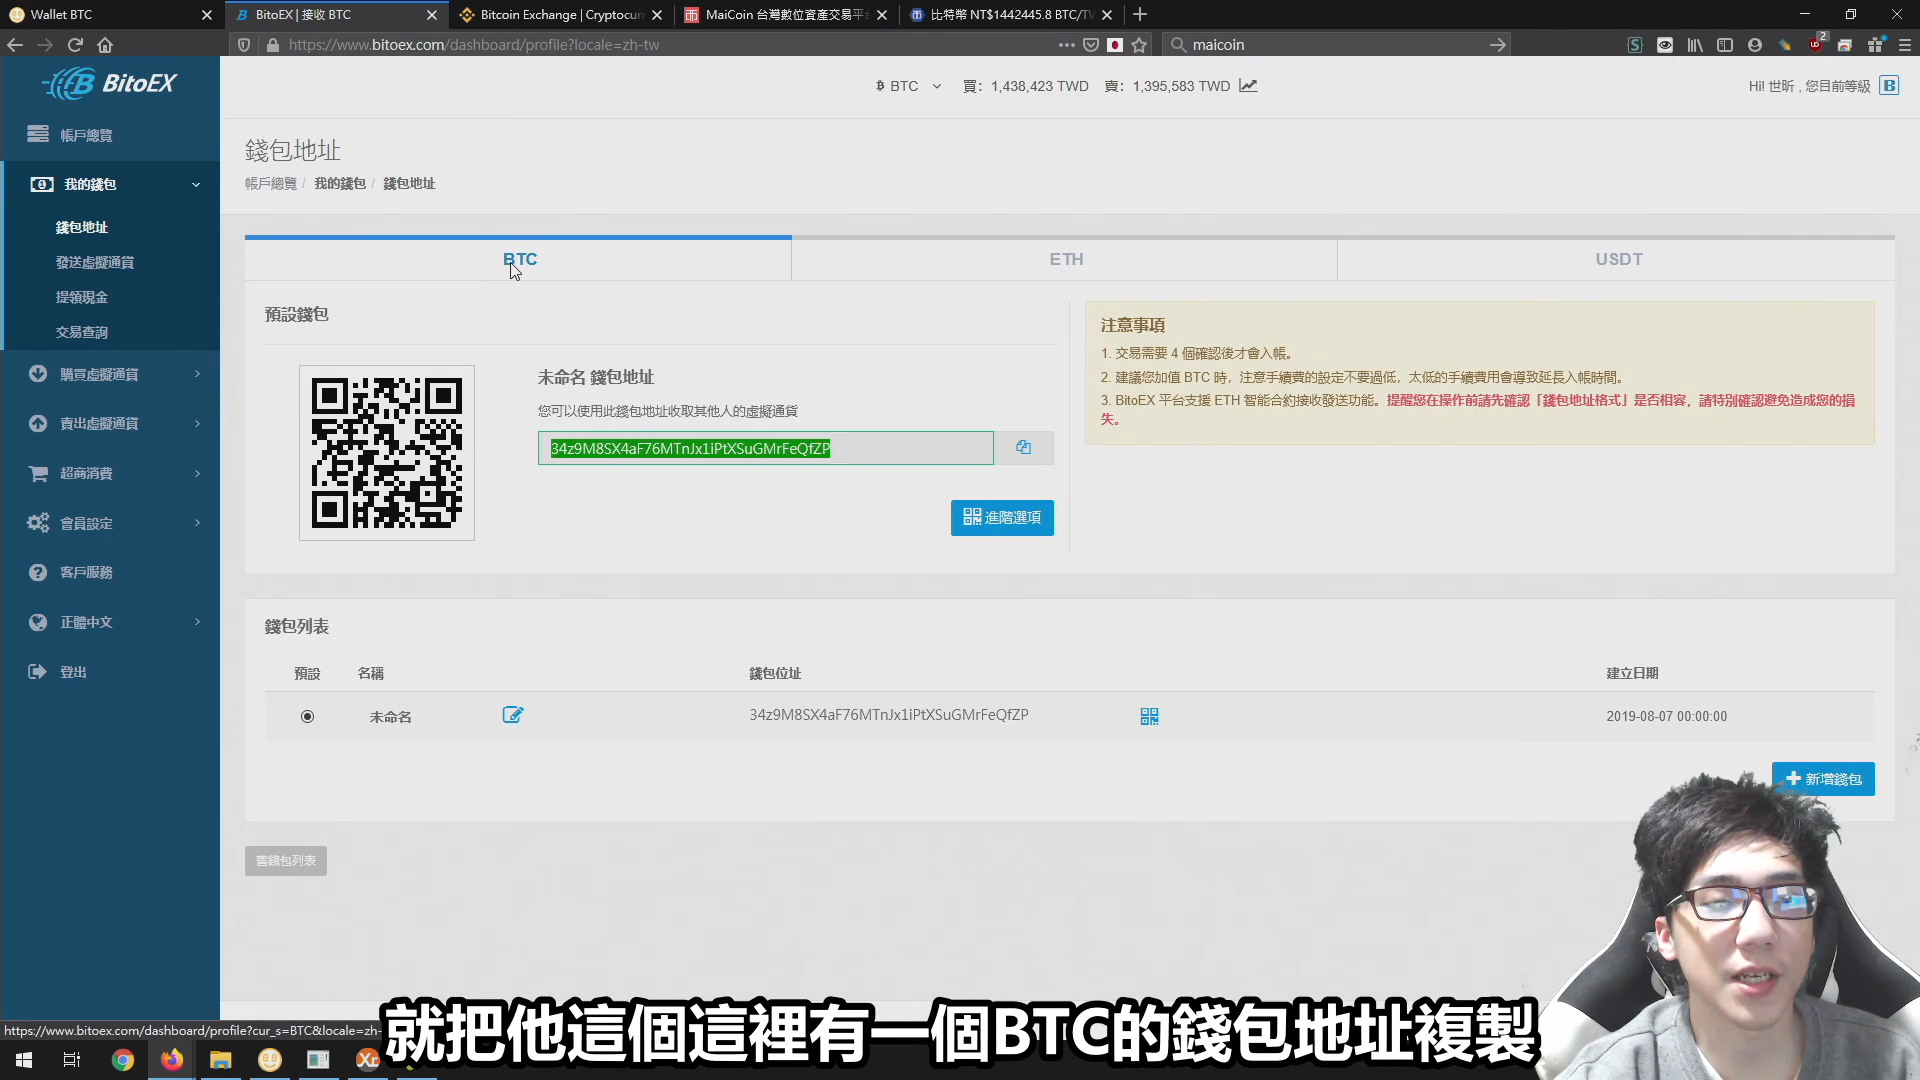 Wallet BTC
BitoEX | 接收 BTC
Bitcoin Exchange | Cryptocurr
MaiCoin 台灣數位資產交易平台
比特幣 NT$1442445.8 BTC/TW
https://www.bitoex.com/dashboard/profile?locale=zh-tw
maicoin
2
BitoEX
BTC
買: 1,438,423 TWD
賣: 1,395,583 TWD
Hi! 世昕 , 您目前等級
B
帳戶總覽
我的錢包
錢包地址
發送虛擬通貨
提領現金
交易查詢
購買虛擬通貨
賣出虛擬通貨
超商消費
會員設定
客戶服務
正體中文
登出
錢包地址
帳戶總覽 / 我的錢包 / 錢包地址
BTC
ETH
USDT
預設錢包
未命名 錢包地址
您可以使用此錢包地址收取其他人的虛擬通貨
34z9M8SX4aF76MTnJx1iPtXSuGMrFeQfZP
進階選項
注意事項
1. 交易需要 4 個確認後才會入帳。
2. 建議您加值 BTC 時，注意手續費的設定不要過低，太低的手續費用會導致延長入帳時間。
3. BitoEX 平台支援 ETH 智能合約接收發送功能。提醒您在操作前請先確認「錢包地址格式」是否相容，請特別確認避免造成您的損
失。
錢包列表
預設
名稱
錢包位址
建立日期
未命名
34z9M8SX4aF76MTnJx1iPtXSuGMrFeQfZP
2019-08-07 00:00:00
新增錢包
舊錢包列表
https://www.bitoex.com/dashboard/profile?cur_s=BTC&locale=zh-
就把他這個這裡有一個BTC的錢包地址複製